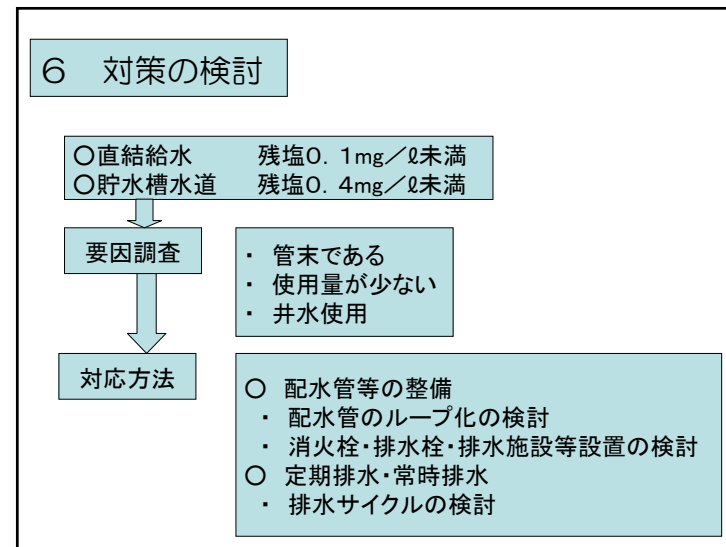 ６　対策の検討
〇直結給水　　残塩０．１mg／ℓ未満
〇貯水槽水道　残塩０．４mg／ℓ未満
要因調査
・ 管末である
・ 使用量が少ない
・ 井水使用
対応方法
〇 配水管等の整備
・ 配水管のループ化の検討
・ 消火栓・排水栓・排水施設等設置の検討
〇 定期排水・常時排水
・ 排水サイクルの検討